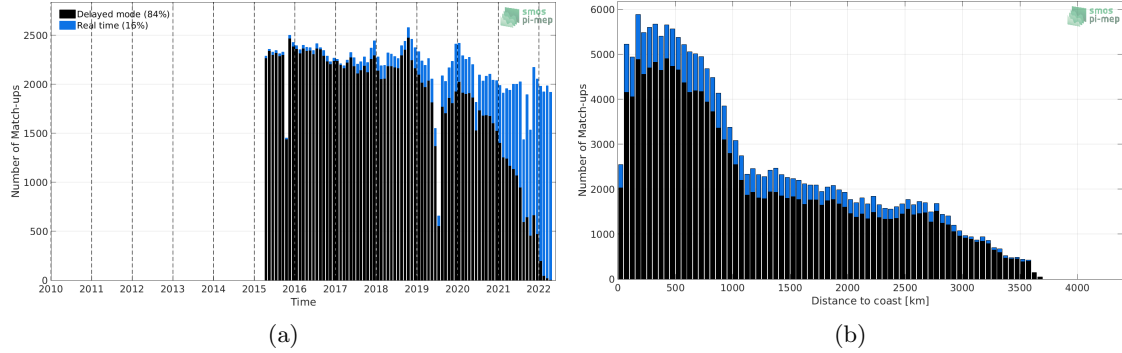 Delayed mode (84%)
Real time (16%)
smos
pi-mep
Number of Match-ups
2500
2000
1500
1000
500
0
2010 2011 2012 2013 2014 2015 2016 2017 2018 2019 2020 2021 2022
Time
(a)
smos
pi-mep
Number of Match-ups
6000
5000
4000
3000
2000
1000
0
0 500 1000 1500 2000 2500 3000 3500 4000
Distance to coast [km]
(b)